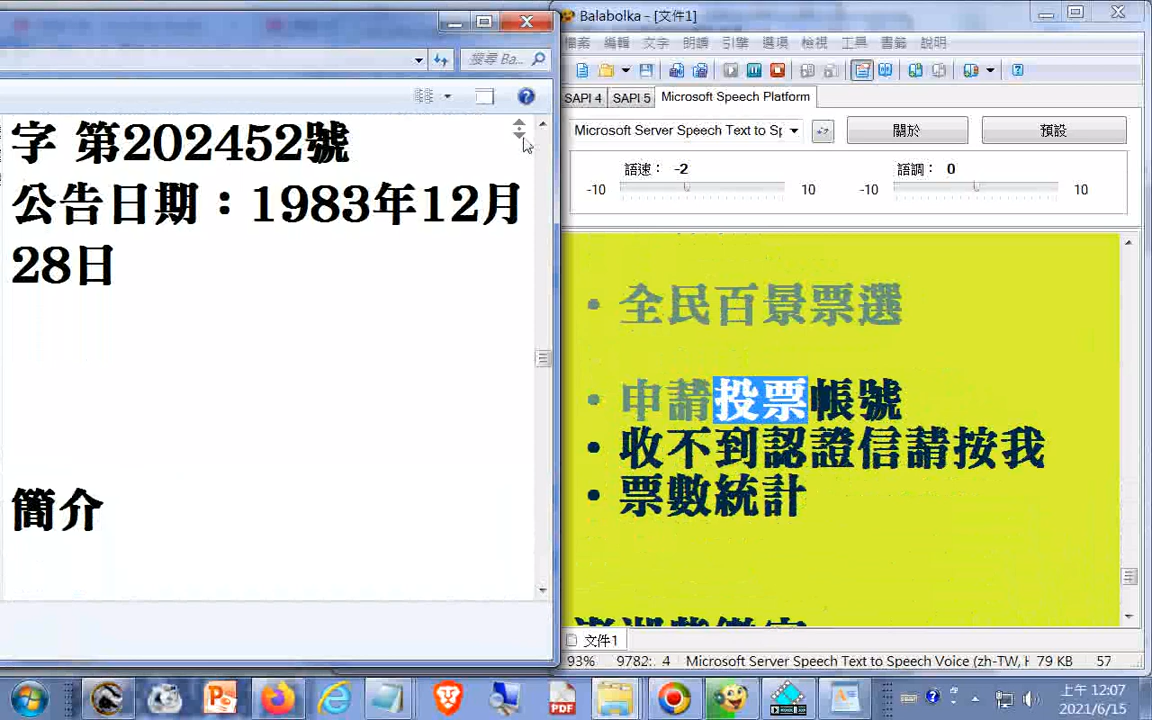 搜尋 Ba...
字 第202452號
公告日期：1983年12月
28日
簡介
Balabolka - [文件1]
檔案 編輯 文字 朗讀 引擎 選項 檢視 工具 書籤 說明
SAPI 4 SAPI 5 Microsoft Speech Platform
Microsoft Server Speech Text to Sp
關於
預設
語速： -2
語調： 0
-10 10 -10 10
• 全民百景票選
• 申請投票帳號
• 收不到認證信請按我
• 票數統計
文件1
93% 9782: 4 Microsoft Server Speech Text to Speech Voice (zh-TW, H 79 KB 57
PDF
上午 12:07
2021/6/15